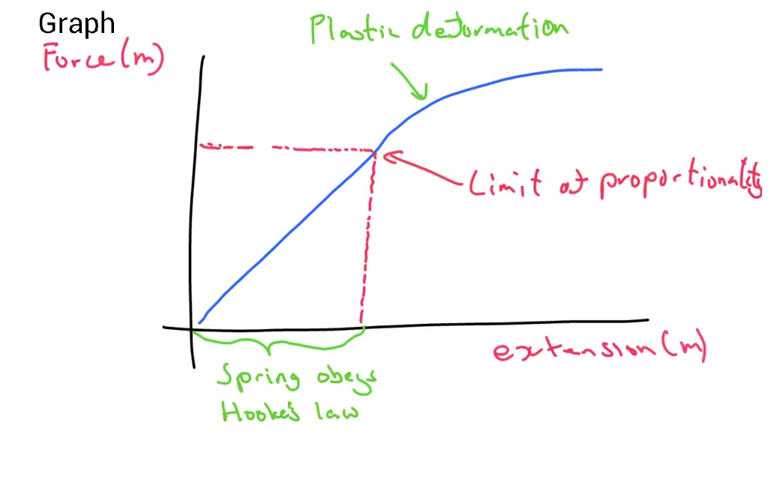 Graph
Force (m)
Plastic deformation
Limit of proportionality
extension (m)
Spring obeys
Hooke's law